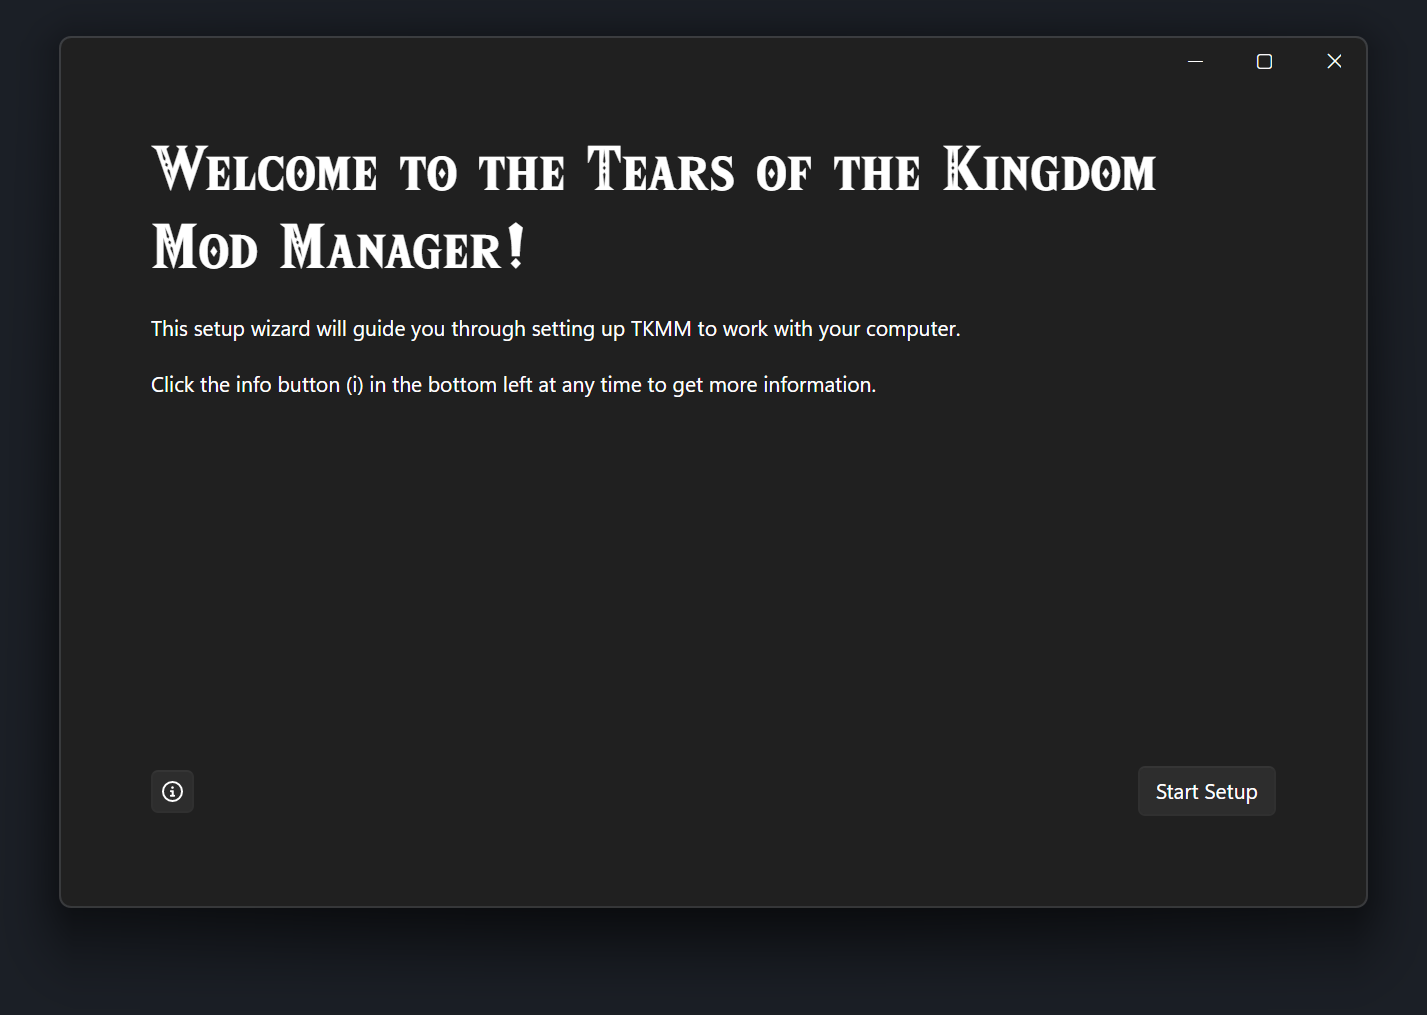 Welcome to the Tears of the Kingdom
Mod Manager!
This setup wizard will guide you through setting up TKMM to work with your computer.
Click the info button (i) in the bottom left at any time to get more information.
Start Setup